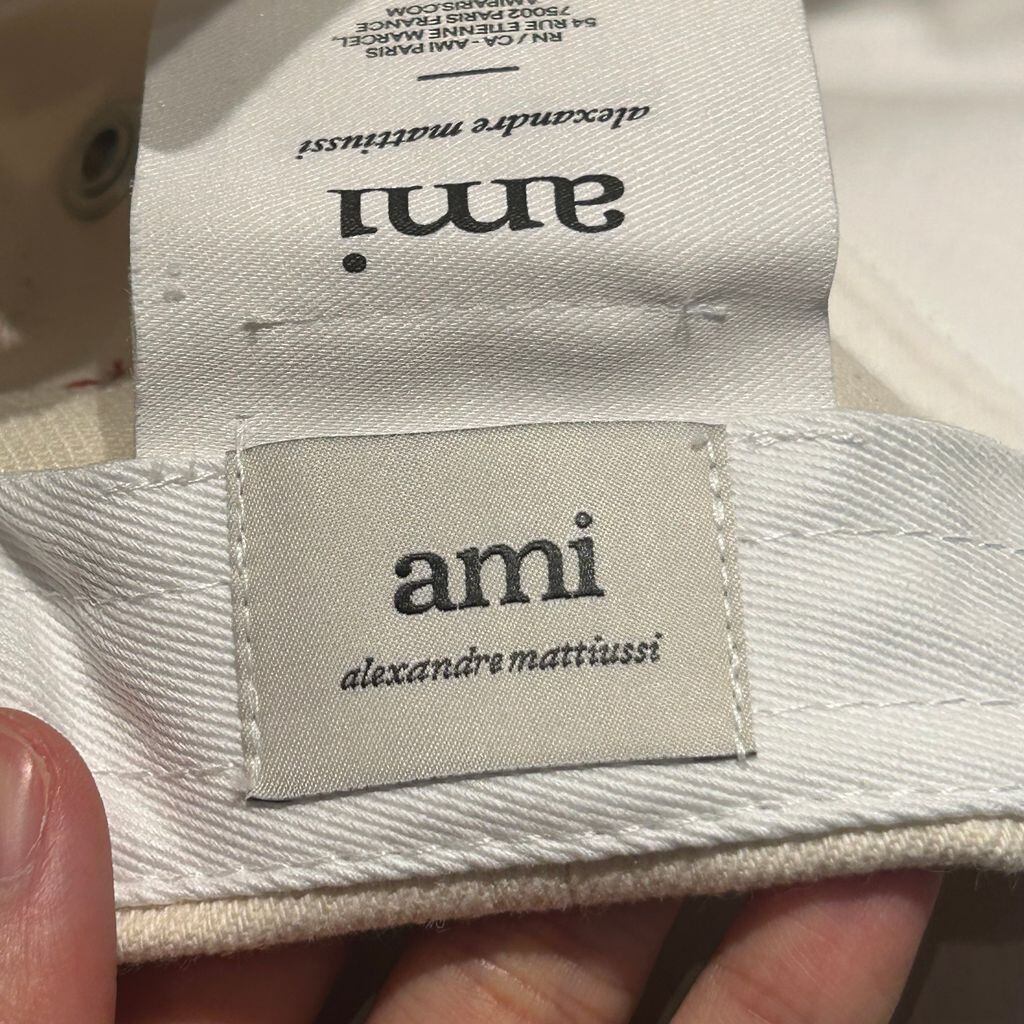 ami
alexandre mattiussi
ami
alexandre mattiussi
RN / CA - AMI PARIS
54 RUE ETIENNE MARCEL,
75002 PARIS FRANCE
AMIPARIS.COM